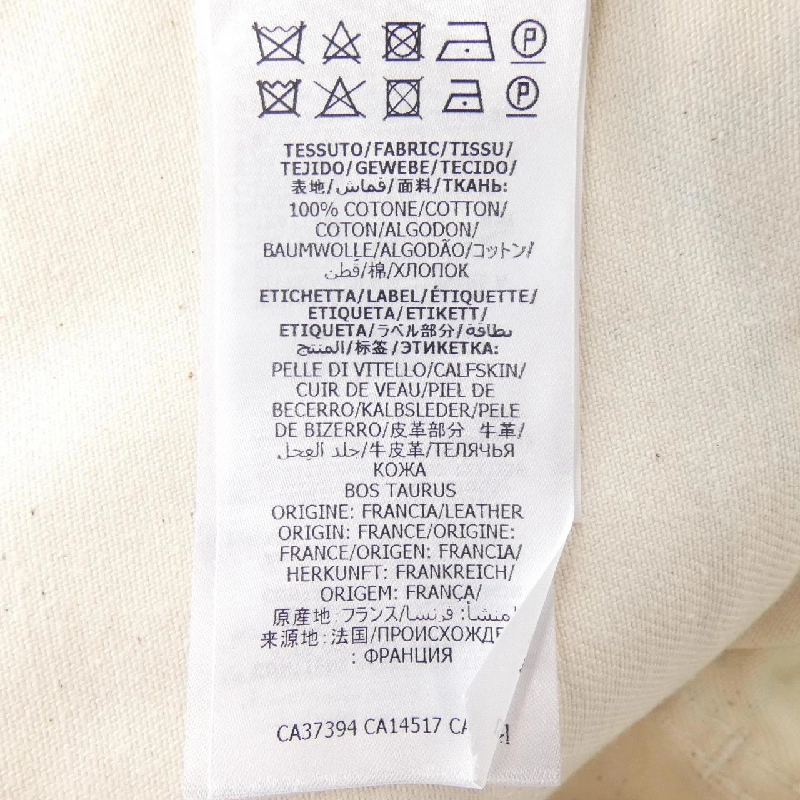 P
P
TESSUTO/FABRIC/TISSU/
TEJIDO/GEWEBE/TECIDO/
表地/قماش/面料/ТКАНЬ:
100% COTONE/COTTON/
COTON/ALGODON/
BAUMWOLLE/ALGODÃO/コットン/
قطن/棉/ХЛОПОК
ETICHETTA/LABEL/ÉTIQUETTE/
ETIQUETA/ETIKETT/
ETIQUETA/ラベル部分/بطاقة
المنتج/标签/ЭТИКЕТКА:
PELLE DI VITELLO/CALFSKIN/
CUIR DE VEAU/PIEL DE
BECERRO/KALBSLEDER/PELE
DE BIZERRO/皮革部分 牛革/
جلد العجل/牛皮革/ТЕЛЯЧЬЯ
КОЖА
BOS TAURUS
ORIGINE: FRANCIA/LEATHER
ORIGIN: FRANCE/ORIGINE:
FRANCE/ORIGEN: FRANCIA/
HERKUNFT: FRANKREICH/
ORIGEM: FRANÇA/
原産地: フランス/منشأ: فرنسا
来源地: 法国/ПРОИСХОЖДЕ
: ФРАНЦИЯ
CA37394 CA14517 CA